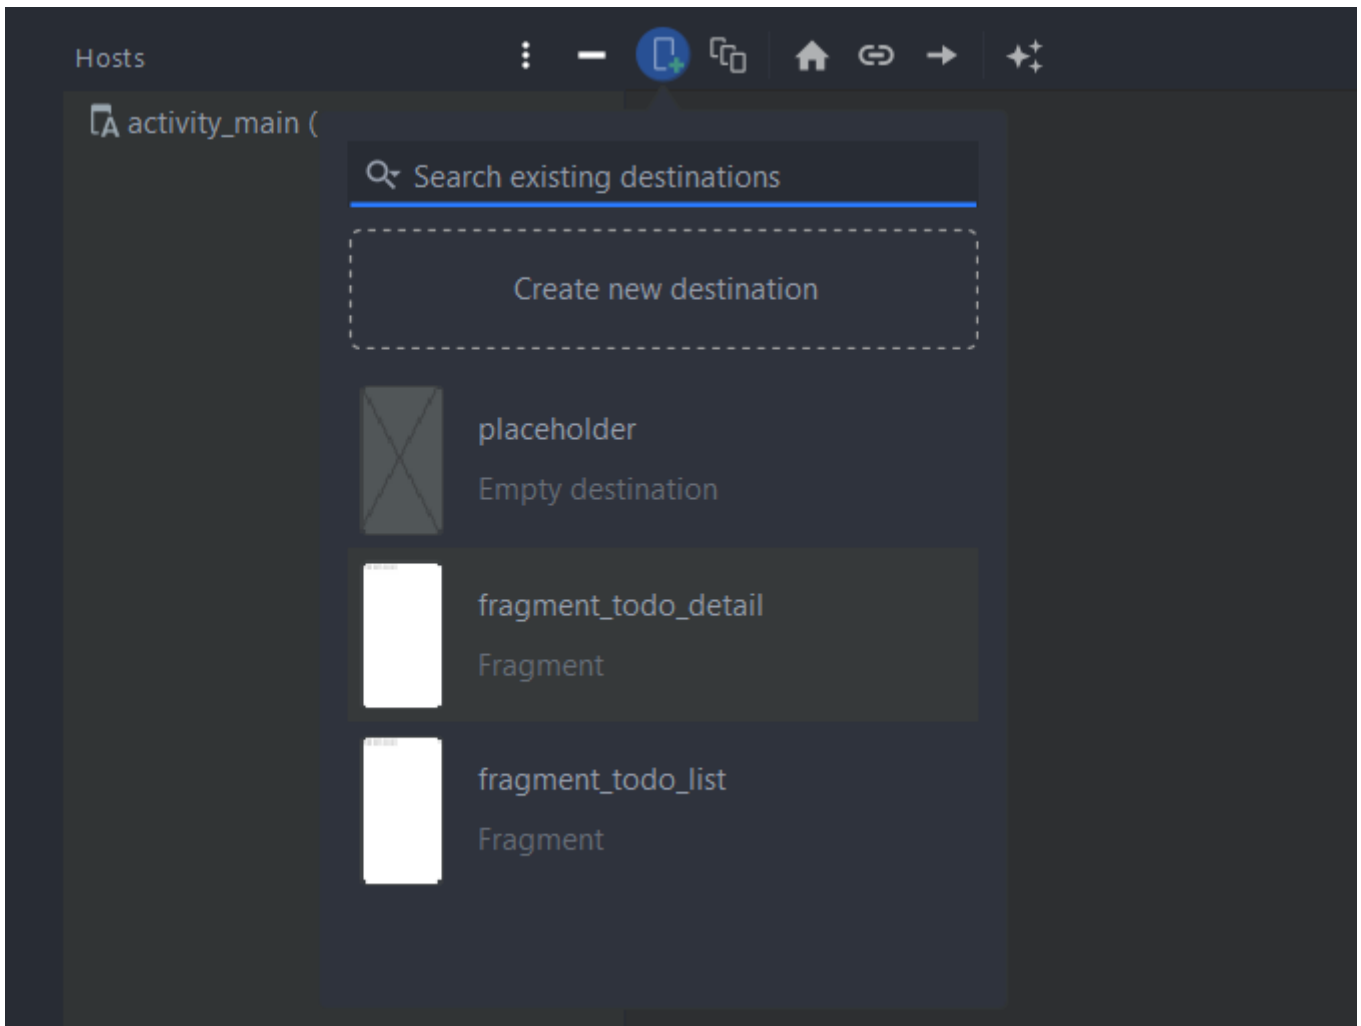 Hosts
activity_main (
Search existing destinations
Create new destination
placeholder
Empty destination
fragment_todo_detail
Fragment
fragment_todo_list
Fragment